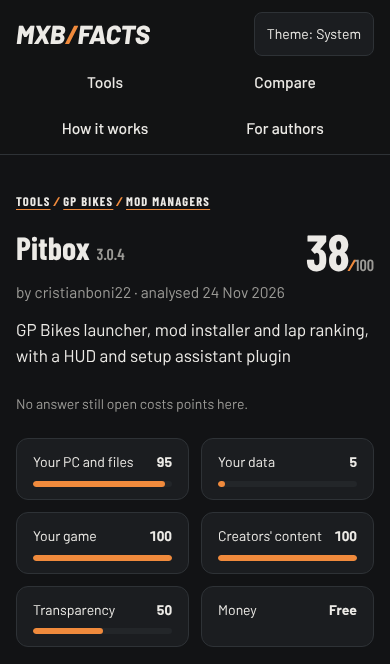 MXB/FACTS
Theme: System
Tools
Compare
How it works
For authors
TOOLS / GP BIKES / MOD MANAGERS
Pitbox 3.0.4
38/100
by cristianboni22 · analysed 24 Nov 2026
GP Bikes launcher, mod installer and lap ranking,
with a HUD and setup assistant plugin
No answer still open costs points here.
Your PC and files 95
Your data 5
Your game 100
Creators' content 100
Transparency 50
Money Free